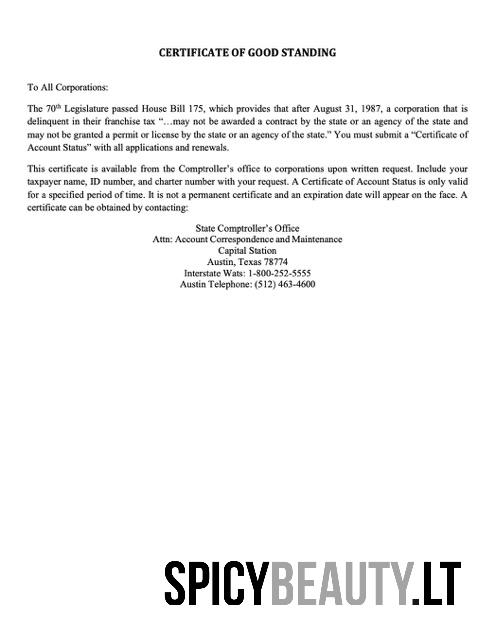 CERTIFICATE OF GOOD STANDING
To All Corporations:
The 70th Legislature passed House Bill 175, which provides that after August 31, 1987, a corporation that is
delinquent in their franchise tax “…may not be awarded a contract by the state or an agency of the state and
may not be granted a permit or license by the state or an agency of the state.” You must submit a “Certificate of
Account Status” with all applications and renewals.
This certificate is available from the Comptroller’s office to corporations upon written request. Include your
taxpayer name, ID number, and charter number with your request. A Certificate of Account Status is only valid
for a specified period of time. It is not a permanent certificate and an expiration date will appear on the face. A
certificate can be obtained by contacting:
State Comptroller’s Office
Attn: Account Correspondence and Maintenance
Capital Station
Austin, Texas 78774
Interstate Wats: 1-800-252-5555
Austin Telephone: (512) 463-4600
SPICYBEAUTY.LT